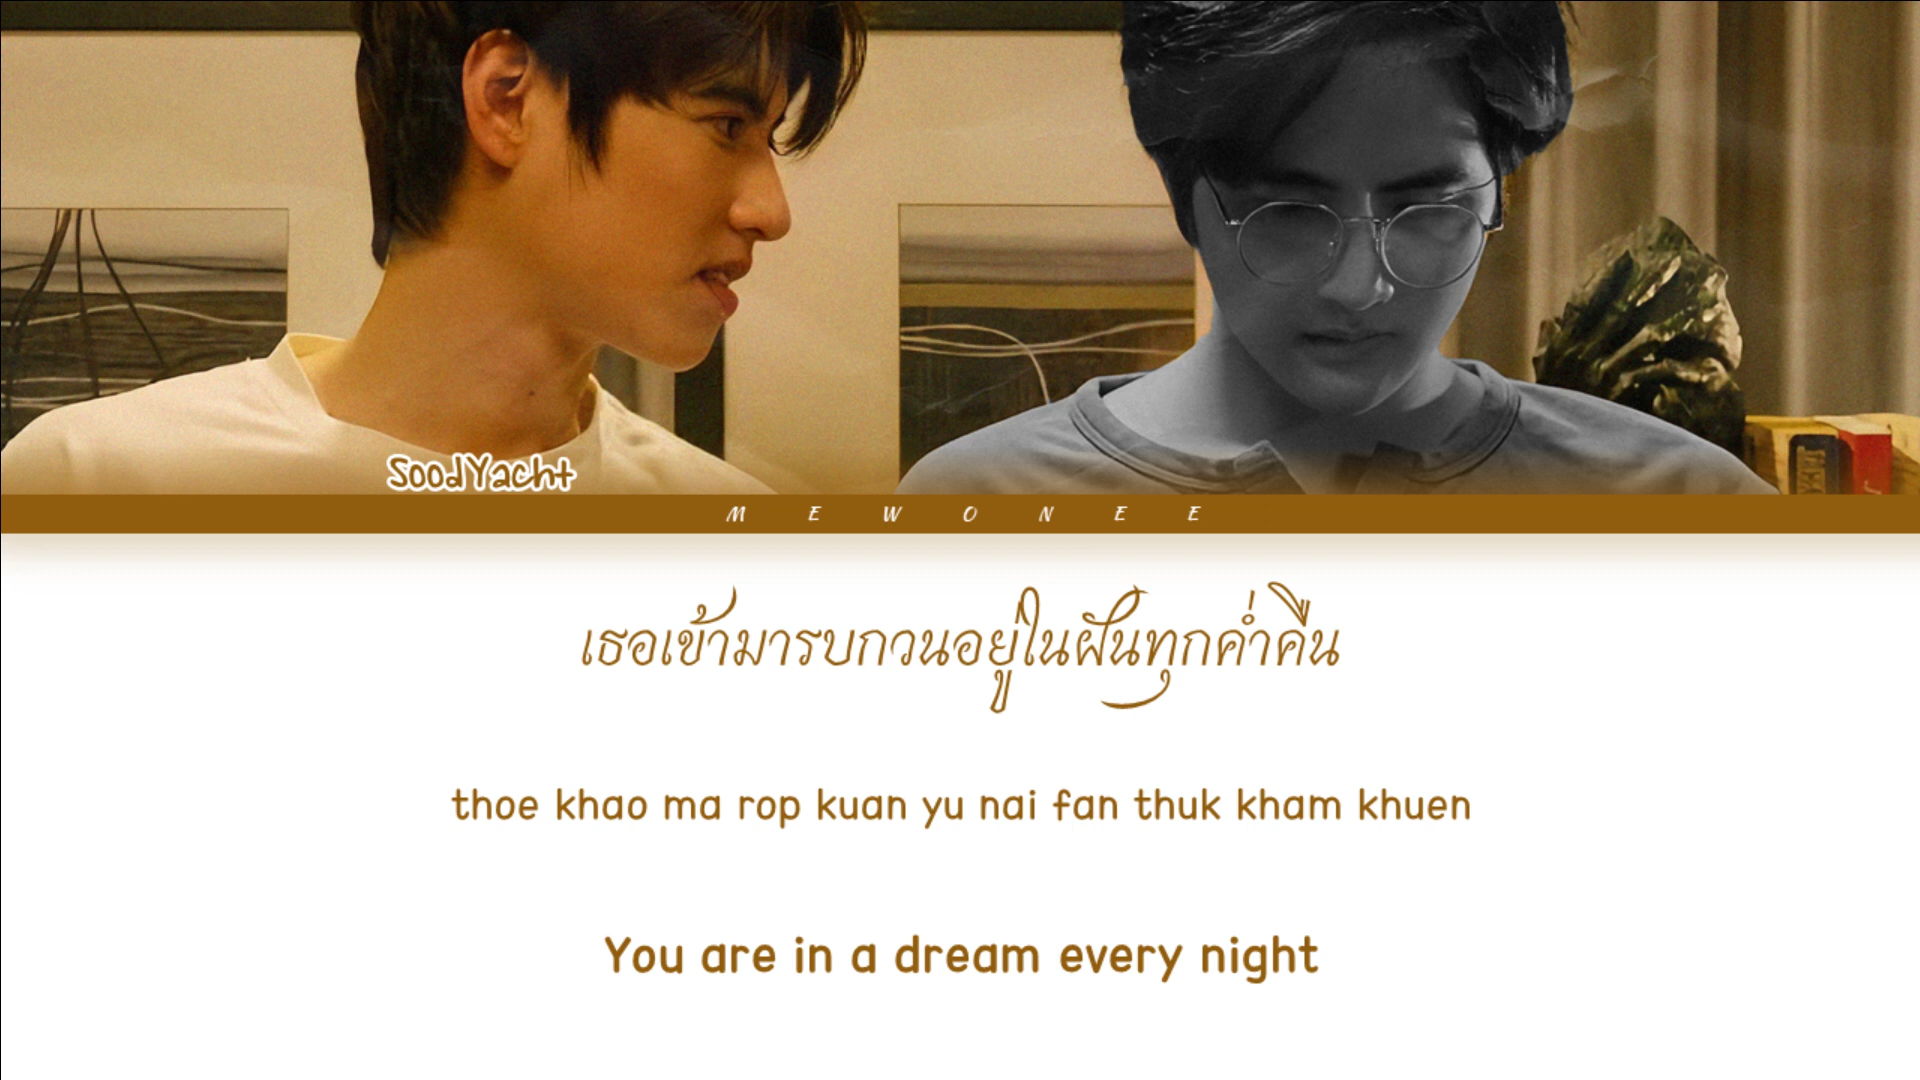 SoodYacht
MEWONEE
เธอเข้ามารบกวนอยู่ในฝันทุกค่ำคืน
thoe khao ma rop kuan yu nai fan thuk kham khuen
You are in a dream every night